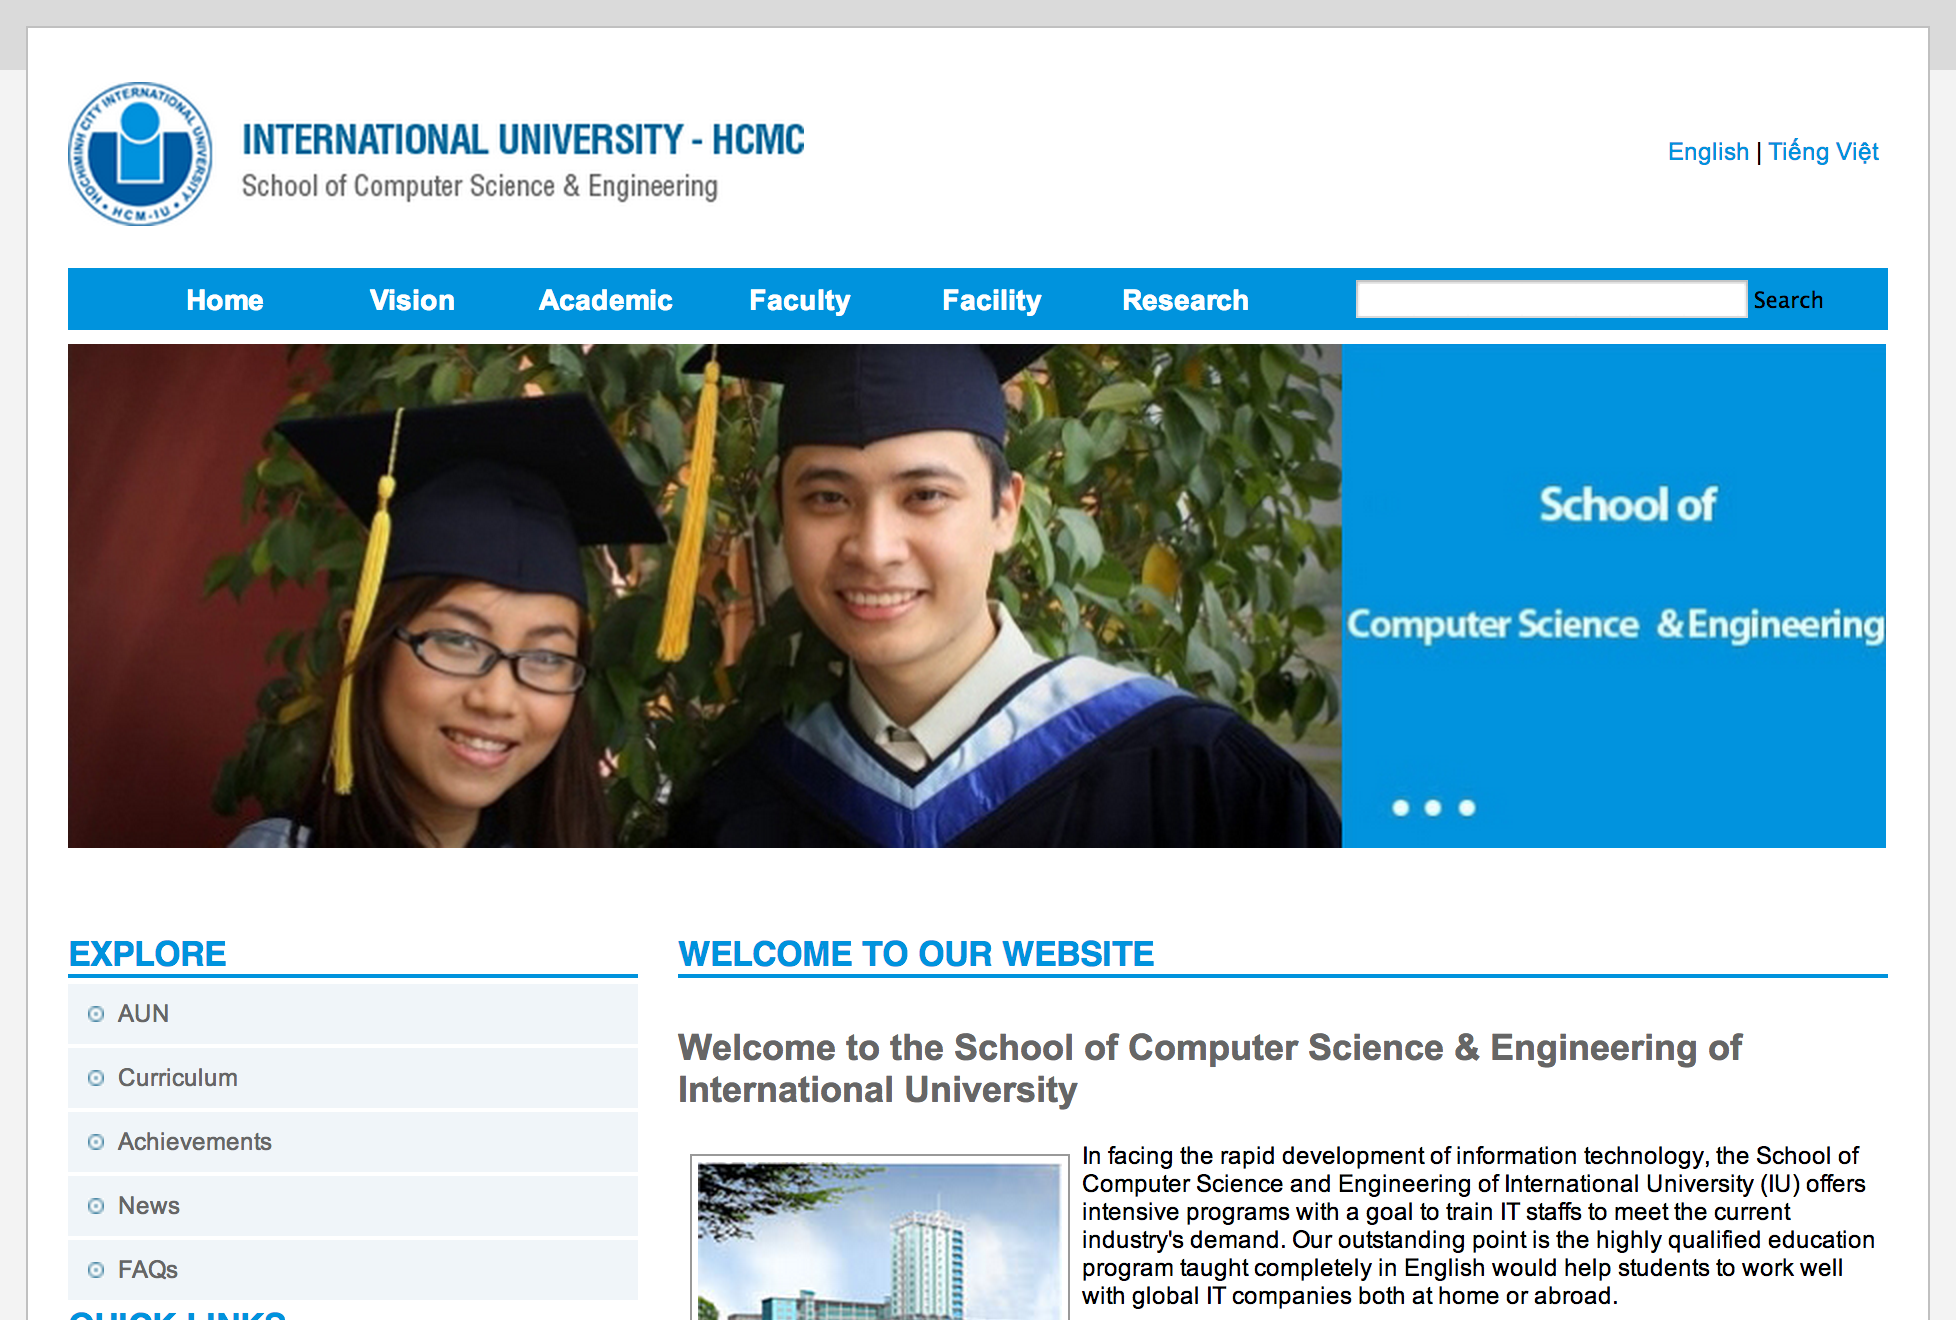 HOCHIMINH CITY INTERNATIONAL UNIVERSITY
• HCM-IU •
INTERNATIONAL UNIVERSITY - HCMC
School of Computer Science & Engineering
English | Tiếng Việt
Home Vision Academic Faculty Facility Research Search
School of
Computer Science & Engineering
EXPLORE
AUN
Curriculum
Achievements
News
FAQs
QUICK LINKS
WELCOME TO OUR WEBSITE
Welcome to the School of Computer Science & Engineering of
International University
In facing the rapid development of information technology, the School of
Computer Science and Engineering of International University (IU) offers
intensive programs with a goal to train IT staffs to meet the current
industry's demand. Our outstanding point is the highly qualified education
program taught completely in English would help students to work well
with global IT companies both at home or abroad.